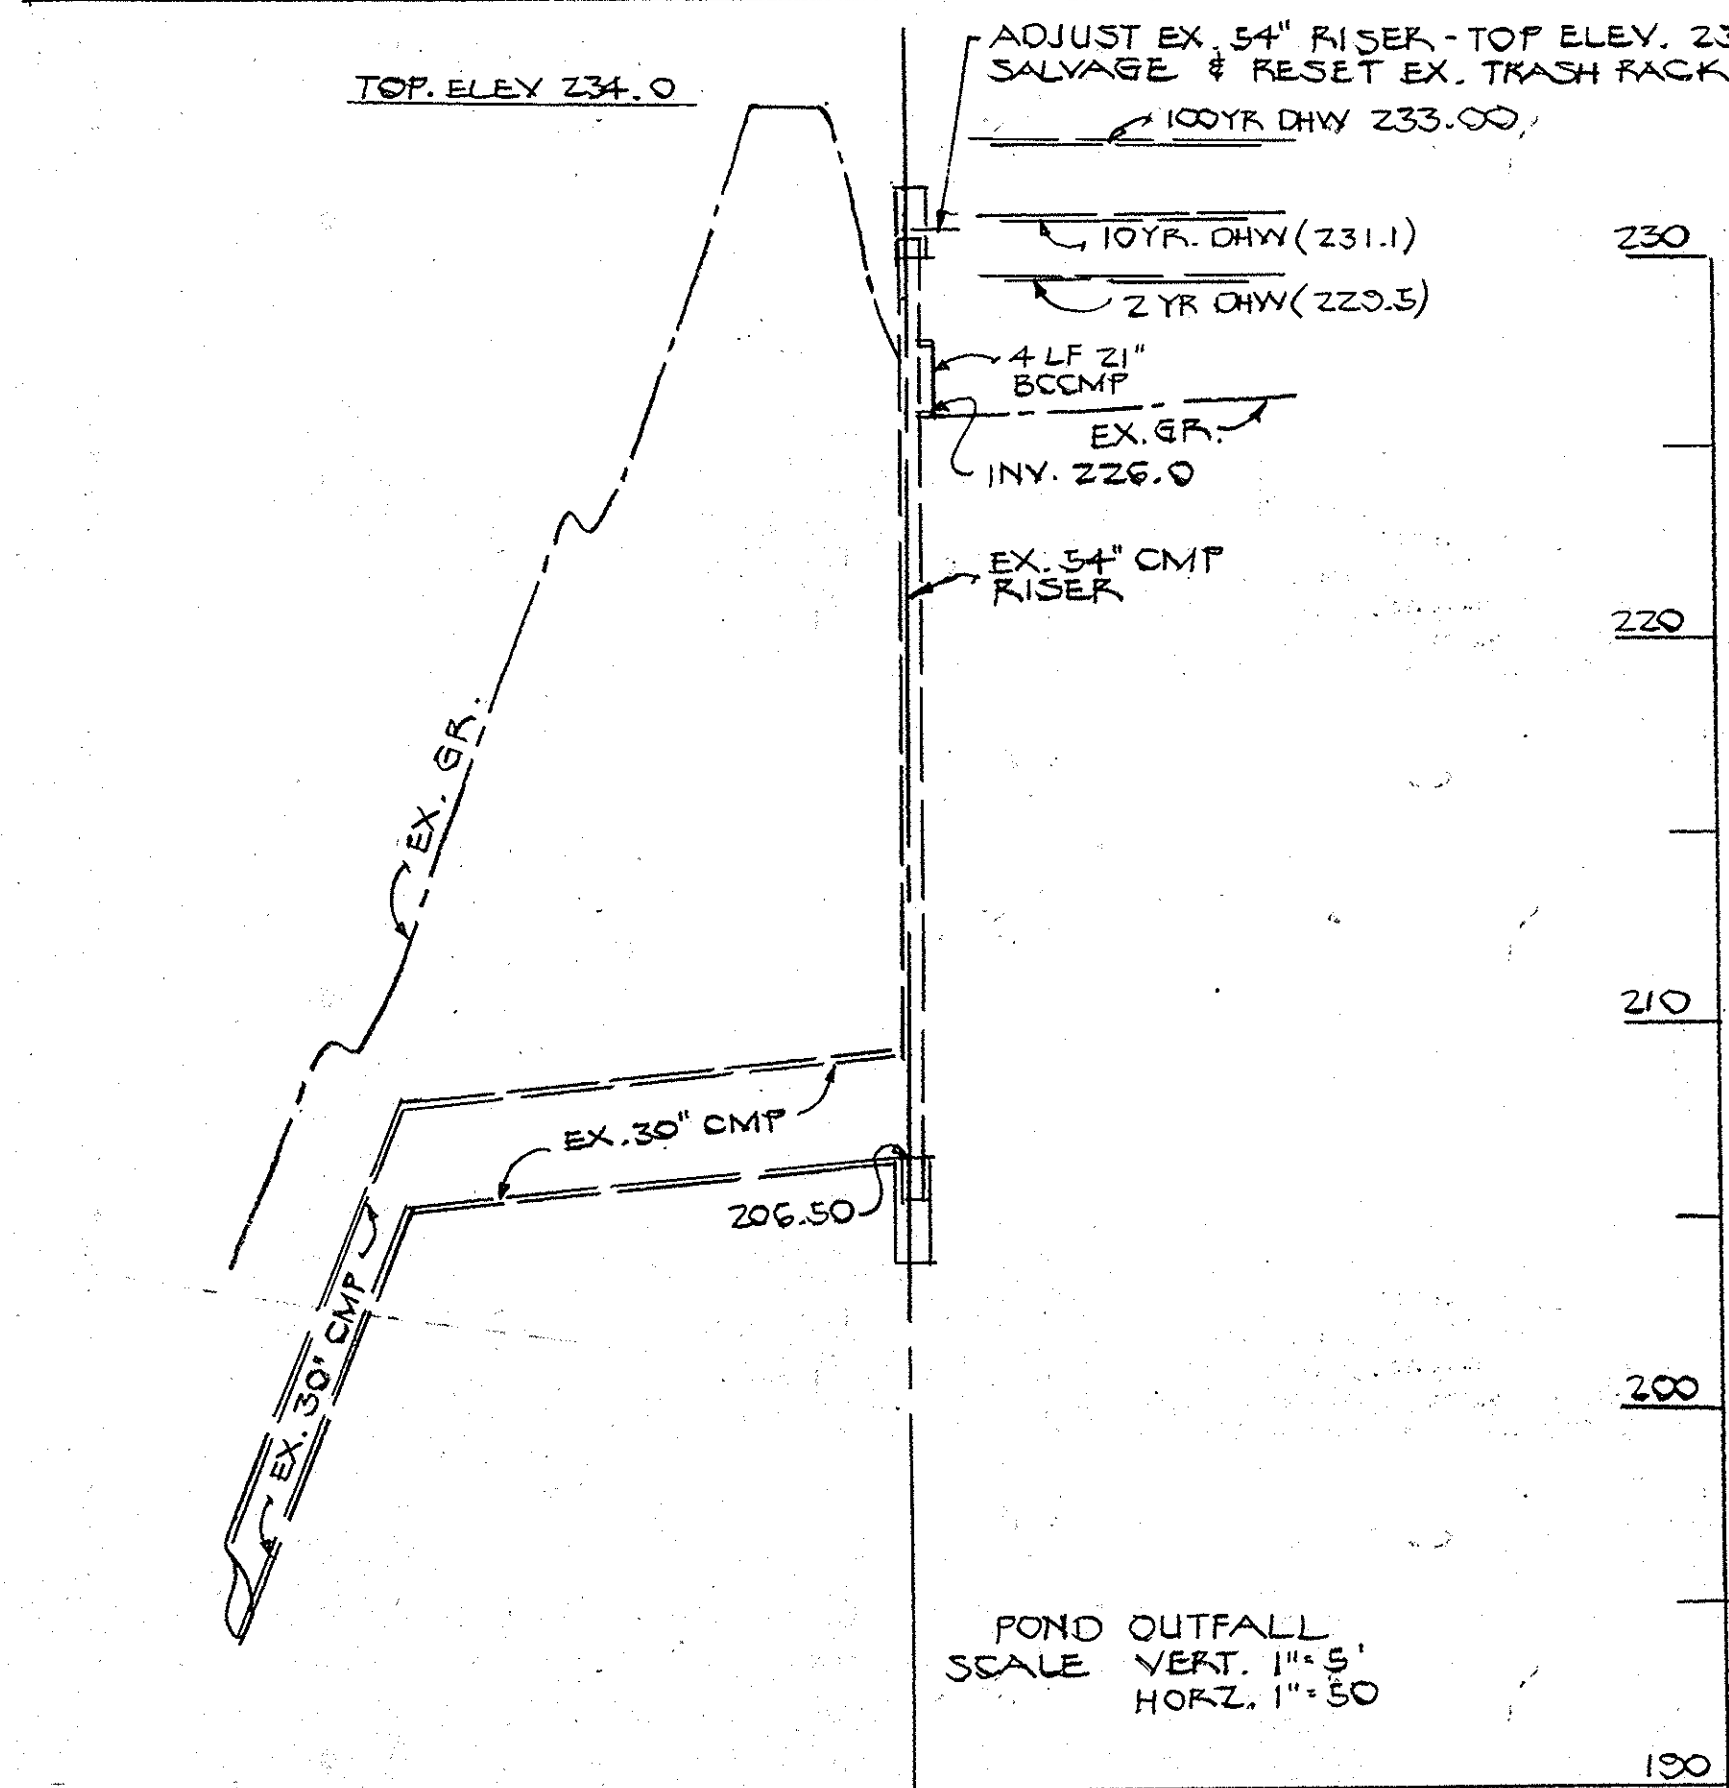 ADJUST EX. 54" RISER - TOP ELEV. 23
SALVAGE & RESET EX. TRASH RACK
TOP. ELEV 234.0
100YR DHW 233.00
10YR. DHW (231.1)
230
2 YR DHW (229.5)
4 LF 21"
BCCMP
EX. GR.
INV. 226.0
EX. 54" CMP
RISER
220
EX. GR.
210
EX. 30" CMP
206.50
EX. 30" CMP
200
POND OUTFALL
SCALE VERT. 1" = 5'
HORZ. 1" = 50
190